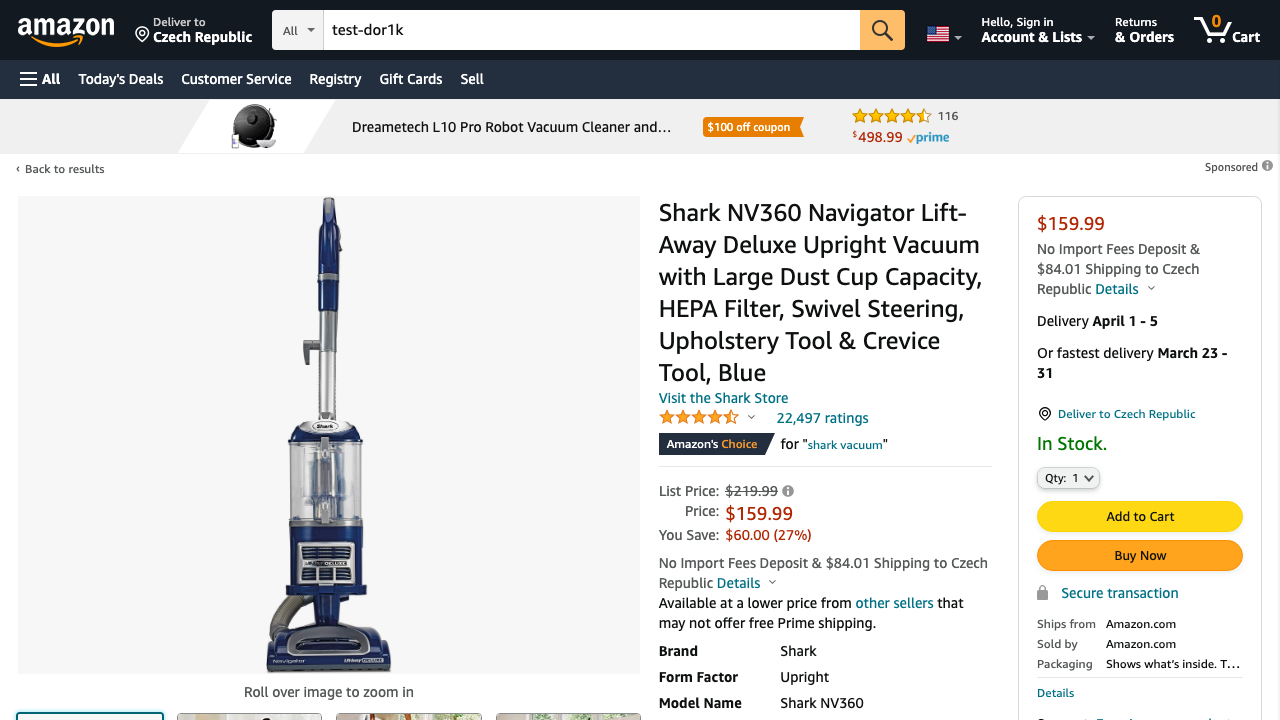 amazon
Deliver to
Czech Republic
All
test-dor1k
Hello, Sign in
Account & Lists
Returns
& Orders
0
Cart
All
Today's Deals
Customer Service
Registry
Gift Cards
Sell
Dreametech L10 Pro Robot Vacuum Cleaner and...
$100 off coupon
116
$498.99 prime
‹ Back to results
Sponsored
Shark NV360 Navigator Lift-
Away Deluxe Upright Vacuum
with Large Dust Cup Capacity,
HEPA Filter, Swivel Steering,
Upholstery Tool & Crevice
Tool, Blue
Visit the Shark Store
22,497 ratings
Amazon's Choice for "shark vacuum"
List Price: $219.99
Price: $159.99
You Save: $60.00 (27%)
No Import Fees Deposit & $84.01 Shipping to Czech
Republic Details
Available at a lower price from other sellers that
may not offer free Prime shipping.
Brand Shark
Form Factor Upright
Model Name Shark NV360
Shark
Navigator
Roll over image to zoom in
$159.99
No Import Fees Deposit &
$84.01 Shipping to Czech
Republic Details
Delivery April 1 - 5
Or fastest delivery March 23 -
31
Deliver to Czech Republic
In Stock.
Qty: 1
Add to Cart
Buy Now
Secure transaction
Ships from Amazon.com
Sold by Amazon.com
Packaging Shows what's inside. T...
Details